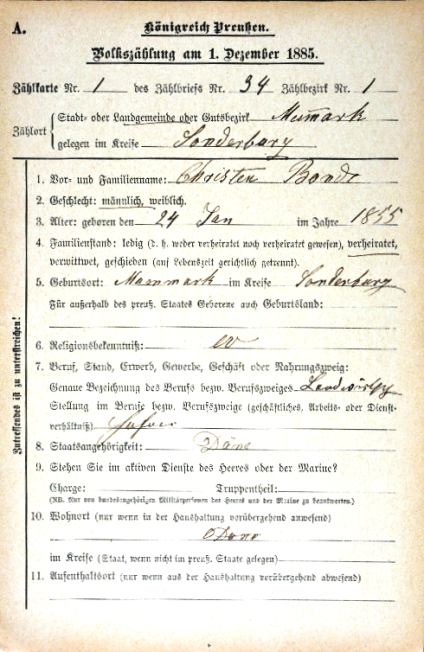 A.
Königreich Preußen.
Volkszählung am 1. Dezember 1885.
Zählkarte Nr. 1 des Zählbriefs Nr. 34 Zählbezirk Nr. 1
Zählort
Stadt- oder Landgemeinde oder Gutsbezirk Mummark
gelegen im Kreise Sonderburg
1. Vor- und Familienname: Christen Bonde
2. Geschlecht: männlich, weiblich.
3. Alter: geboren den 24 Jan im Jahre 1855
4. Familienstand: ledig (d. h. weder verheiratet noch verheiratet gewesen), verheiratet,
verwittwet, geschieden (auf Lebenszeit gerichtlich getrennt).
5. Geburtsort: Maenmark im Kreise Sonderburg
Für außerhalb des preuß. Staates Geborene auch Geburtsland:
6. Religionsbekenntniß: ev
7. Beruf, Stand, Erwerb, Gewerbe, Geschäft oder Nahrungszweig:
Genaue Bezeichnung des Berufs bezw. Berufszweiges
Stellung im Berufe bezw. Berufszweige (geschäftliches, Arbeits- oder Dienst-
verhältniß)
8. Staatsangehörigkeit: Däne
9. Stehen Sie im aktiven Dienste des Heeres oder der Marine?
Charge: Truppentheil:
(NB. Nur von bundesangehörigen Militärpersonen des Heeres und der Marine zu beantworten.)
10. Wohnort (nur wenn in der Haushaltung vorübergehend anwesend)
im Kreise (Staat, wenn nicht im preuß. Staate gelegen)
11. Aufenthaltsort (nur wenn aus der Haushaltung vorübergehend abwesend)
Zutreffendes ist zu unterstreichen!